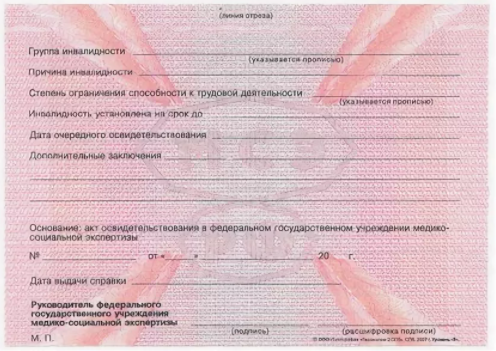 (линия отреза)
Группа инвалидности
(указывается прописью)
Причина инвалидности
Степень ограничения способности к трудовой деятельности
(указывается прописью)
Инвалидность установлена на срок до
Дата очередного освидетельствования
Дополнительные заключения
Основание: акт освидетельствования в федеральном государственном учреждении медико-
социальной экспертизы
№ от « » 20 г.
Дата выдачи справки
Руководитель федерального
государственного учреждения
медико-социальной экспертизы
(подпись) (расшифровка подписи)
М. П.